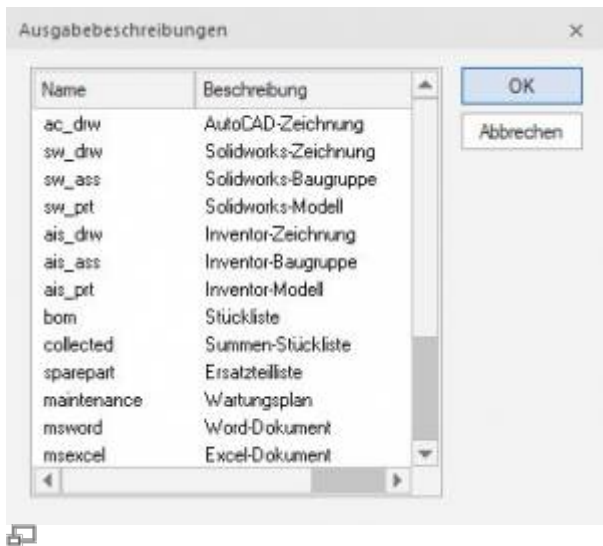 Ausgabebeschreibungen
Name Beschreibung
ac_drw AutoCAD-Zeichnung
sw_drw Solidworks-Zeichnung
sw_ass Solidworks-Baugruppe
sw_prt Solidworks-Modell
ais_drw Inventor-Zeichnung
ais_ass Inventor-Baugruppe
ais_prt Inventor-Modell
bom Stückliste
collected Summen-Stückliste
sparepart Ersatzteilliste
maintenance Wartungsplan
msword Word-Dokument
msexcel Excel-Dokument
OK
Abbrechen